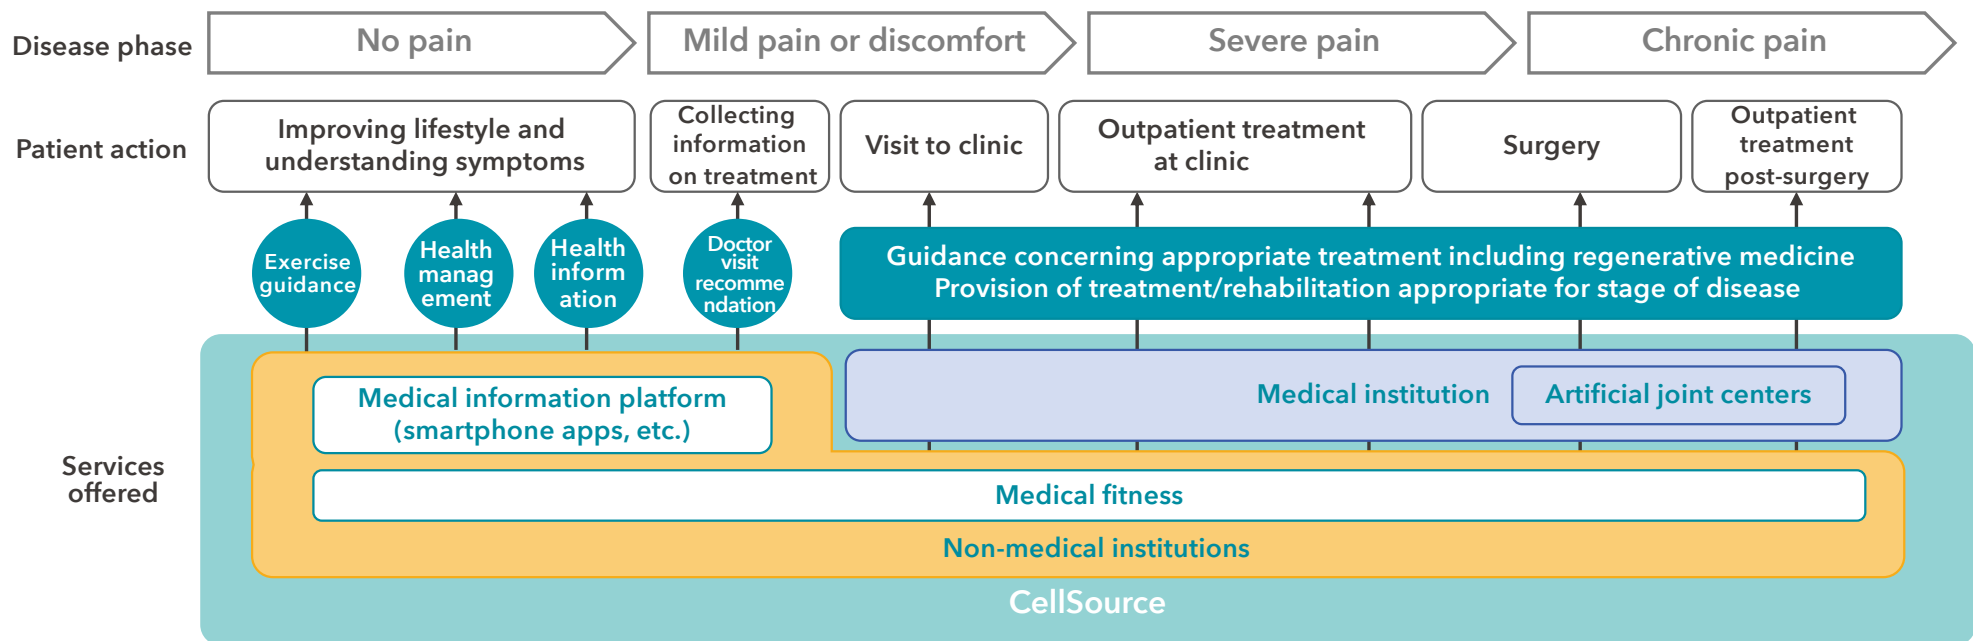 Disease phase
No pain
Mild pain or discomfort
Severe pain
Chronic pain
Patient action
Improving lifestyle and
understanding symptoms
Collecting
information
on treatment
Visit to clinic
Outpatient treatment
at clinic
Surgery
Outpatient
treatment
post-surgery
Exercise
guidance
Health
manag
ement
Health
inform
ation
Doctor
visit
recomme
ndation
Guidance concerning appropriate treatment including regenerative medicine
Provision of treatment/rehabilitation appropriate for stage of disease
Services
offered
Medical information platform
(smartphone apps, etc.)
Medical institution
Artificial joint centers
Medical fitness
Non-medical institutions
CellSource